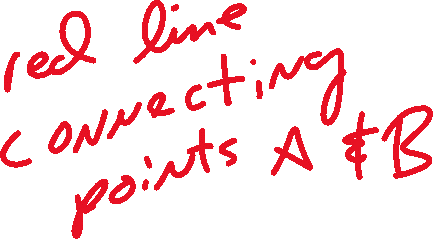 red line
connecting
points A & B